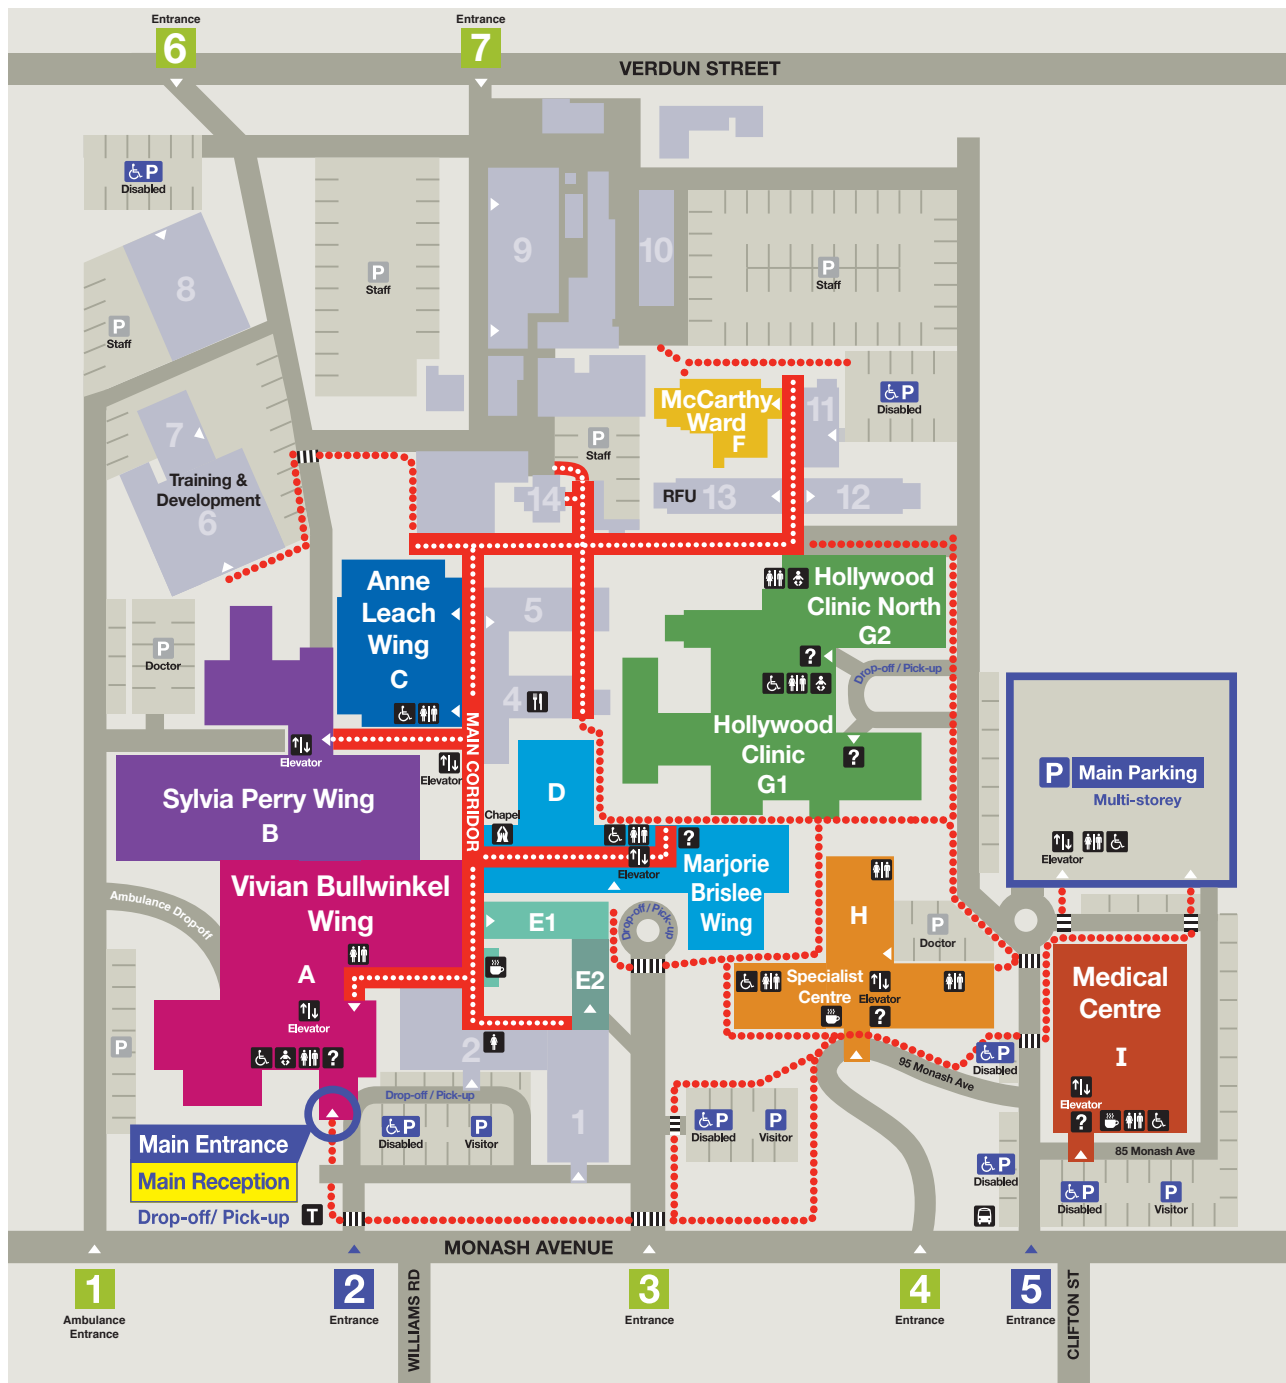 Entrance
6
Entrance
7
VERDUN STREET
P
Disabled
8
P
Staff
P
Staff
9
10
P
Staff
7
Training &
Development
6
McCarthy
Ward
F
11
P
Disabled
P
Staff
14
RFU
13
12
Anne
Leach
Wing
C
5
4
Hollywood
Clinic North
G2
?
Drop-off / Pick-up
Hollywood
Clinic
G1
?
P
Doctor
MAIN CORRIDOR
Elevator
Elevator
Sylvia Perry Wing
B
D
Chapel
?
Elevator
Marjorie
Brislee
Wing
P
Main Parking
Multi-storey
Elevator
Vivian Bullwinkel
Wing
A
Ambulance Drop-off
E1
E2
Drop-off / Pick-up
H
P
Doctor
Specialist
Centre
Elevator
?
Medical
Centre
I
Elevator
?
P
Elevator
?
2
1
Drop-off / Pick-up
P
Disabled
P
Visitor
P
Disabled
P
Visitor
95 Monash Ave
P
Disabled
85 Monash Ave
P
Disabled
P
Disabled
P
Visitor
Main Entrance
Main Reception
Drop-off/ Pick-up
T
MONASH AVENUE
1
Ambulance
Entrance
2
Entrance
WILLIAMS RD
3
Entrance
4
Entrance
5
Entrance
CLIFTON ST